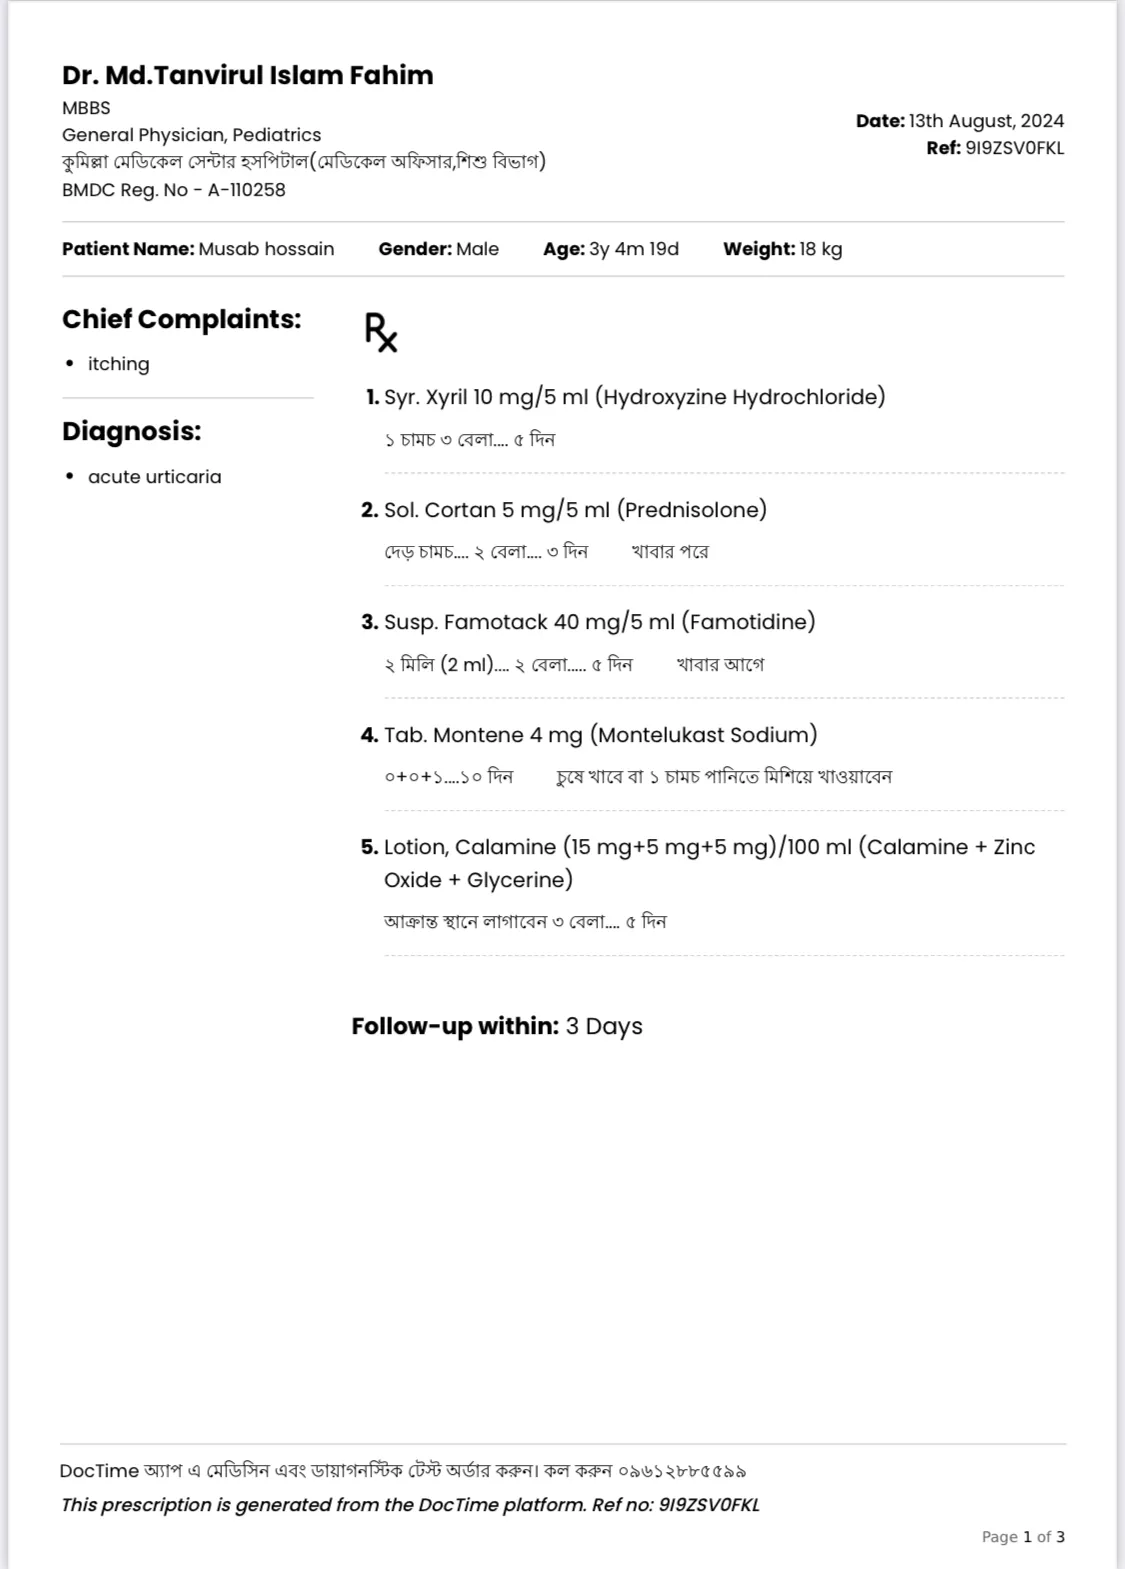 Dr. Md.Tanvirul Islam Fahim
MBBS
General Physician, Pediatrics
কুমিল্লা মেডিকেল সেন্টার হসপিটাল(মেডিকেল অফিসার,শিশু বিভাগ)
BMDC Reg. No - A-110258
Date: 13th August, 2024
Ref: 9I9ZSV0FKL
Patient Name: Musab hossain Gender: Male Age: 3y 4m 19d Weight: 18 kg
Chief Complaints:
• itching
Diagnosis:
• acute urticaria
Rx
1. Syr. Xyril 10 mg/5 ml (Hydroxyzine Hydrochloride)
১ চামচ ৩ বেলা.... ৫ দিন
2. Sol. Cortan 5 mg/5 ml (Prednisolone)
দেড় চামচ.... ২ বেলা.... ৩ দিন খাবার পরে
3. Susp. Famotack 40 mg/5 ml (Famotidine)
২ মিলি (2 ml).... ২ বেলা..... ৫ দিন খাবার আগে
4. Tab. Montene 4 mg (Montelukast Sodium)
০+০+১....১০ দিন চুষে খাবে বা ১ চামচ পানিতে মিশিয়ে খাওয়াবেন
5. Lotion, Calamine (15 mg+5 mg+5 mg)/100 ml (Calamine + Zinc
Oxide + Glycerine)
আক্রান্ত স্থানে লাগাবেন ৩ বেলা.... ৫ দিন
Follow-up within: 3 Days
DocTime অ্যাপ এ মেডিসিন এবং ডায়াগনস্টিক টেস্ট অর্ডার করুন। কল করুন ০৯৬১২৮৮৫৫৯৯
This prescription is generated from the DocTime platform. Ref no: 9I9ZSV0FKL
Page 1 of 3